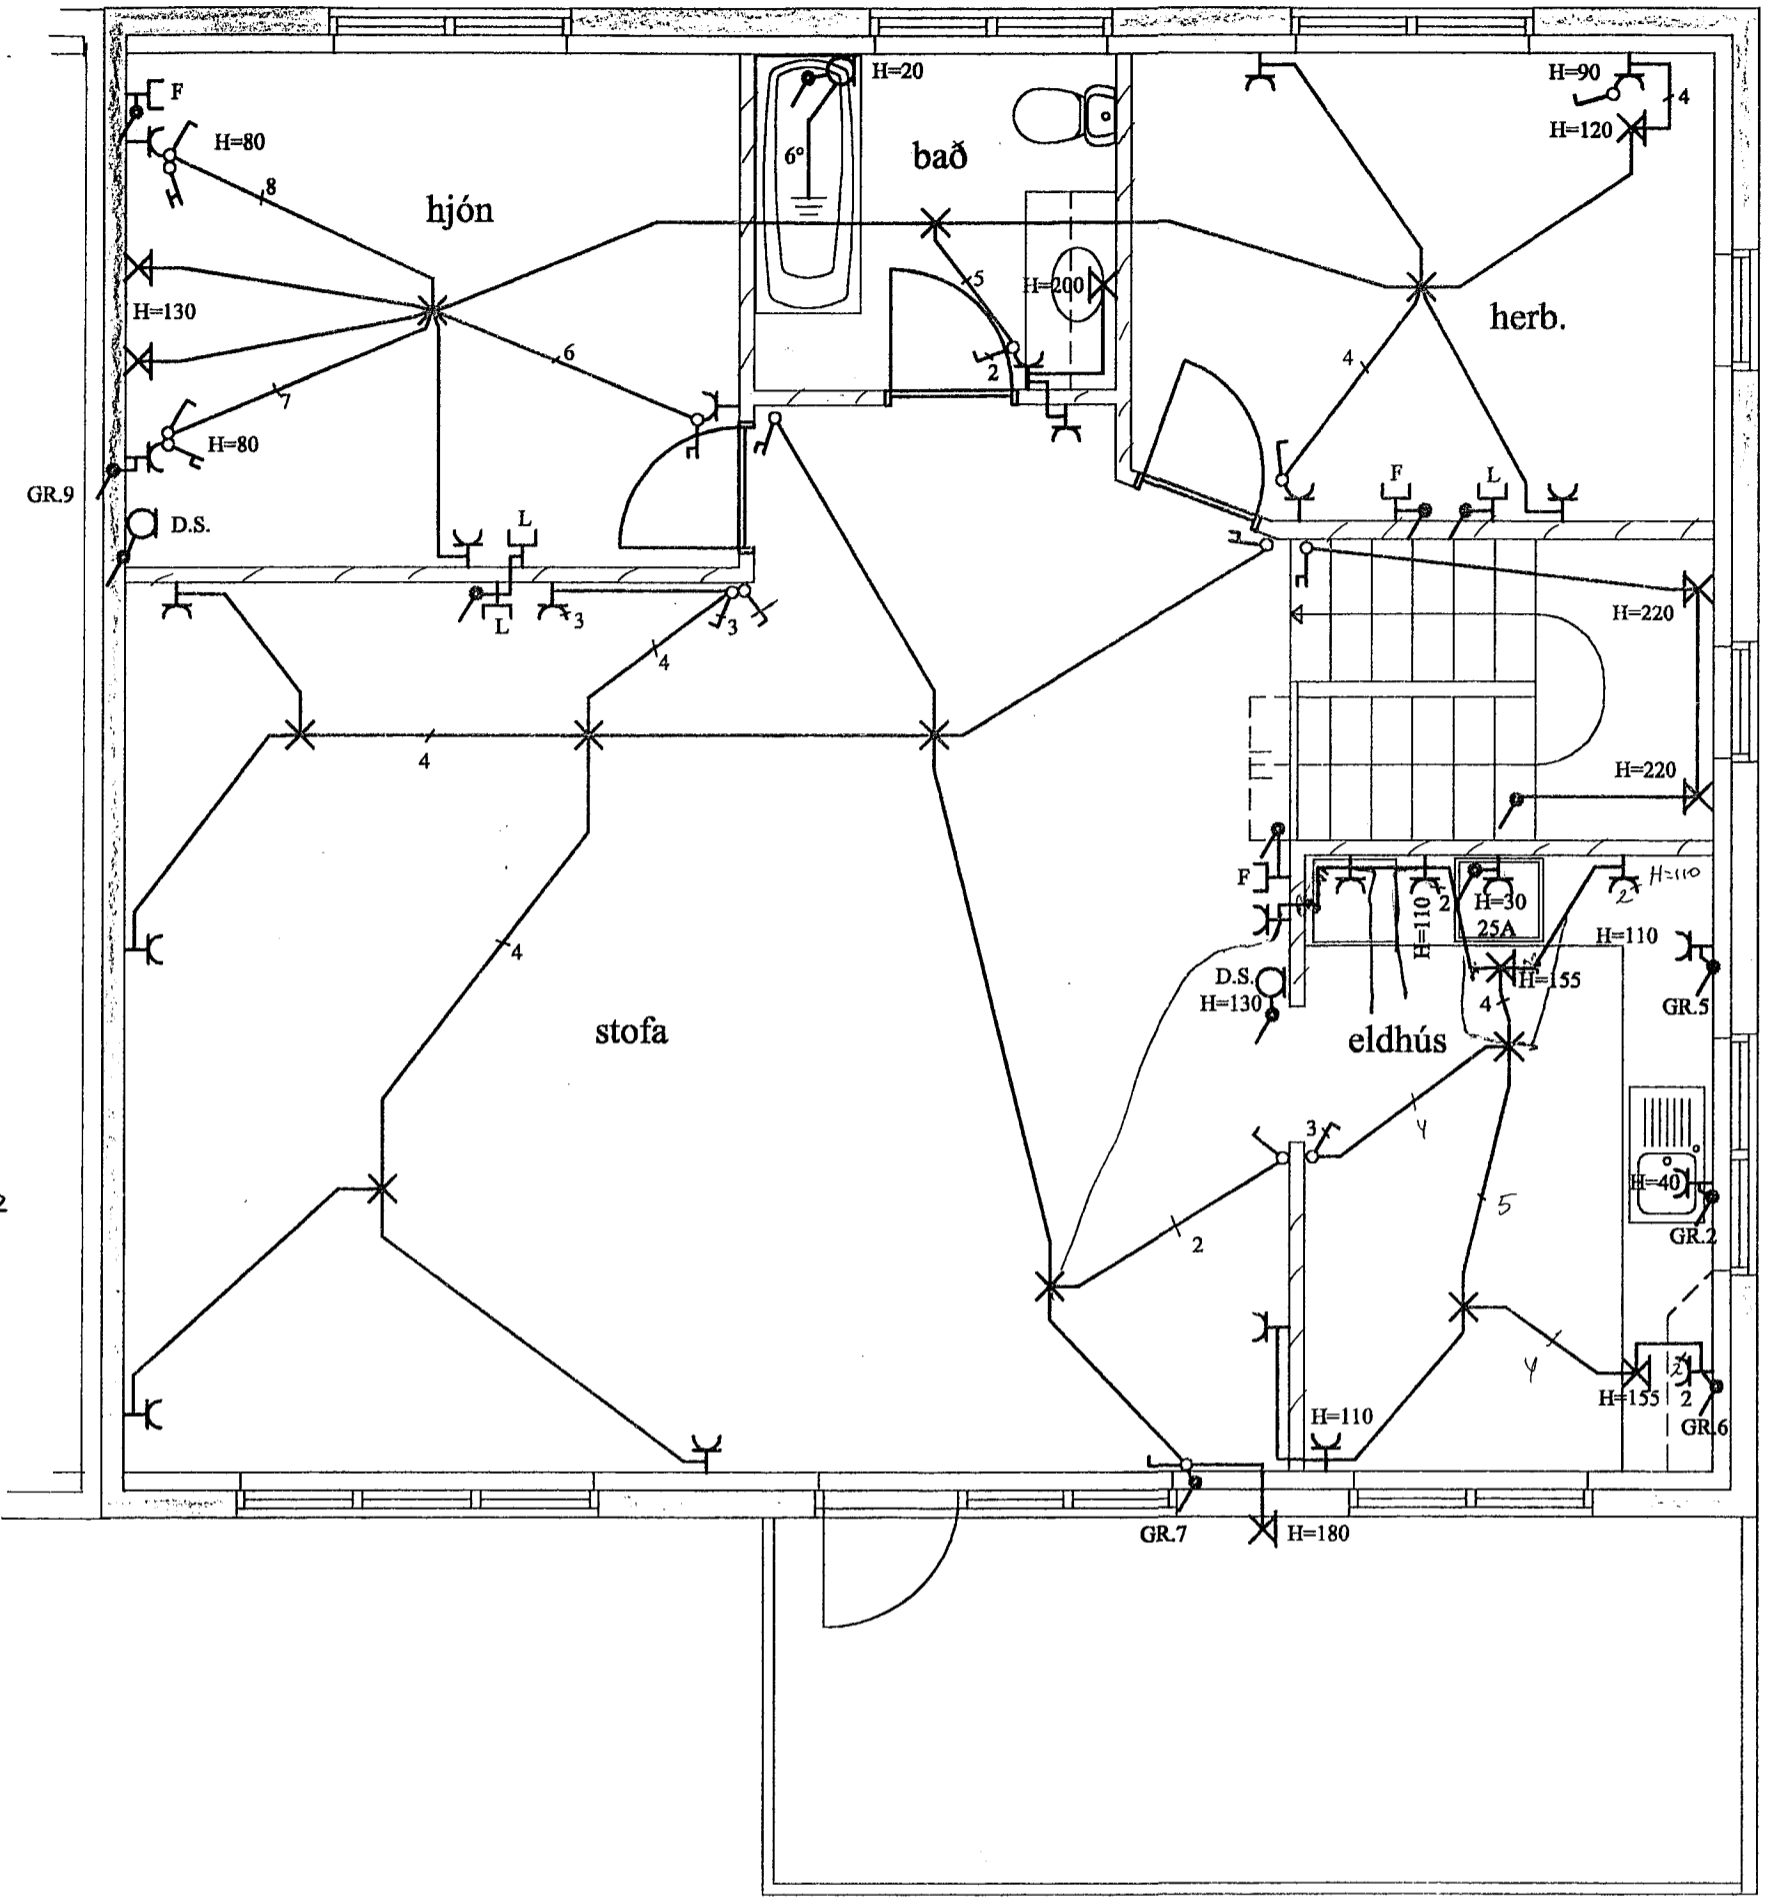 H=20
H=90
F
4
H=80
H=120
6°
bað
8
hjón
5
H=200
H=130
herb.
6
4
2
7
H=80
F
L
GR.9
D.S.
L
L
3
3
H=220
4
4
H=220
F
H=110
2
H=30
25A
2
H=110
H=110
4
D.S.
H=130
H=155
4
GR.5
stofa
eldhús
3
4
H=40
5
2
GR.2
4
2
H=155
2
H=110
GR.6
GR.7
H=180